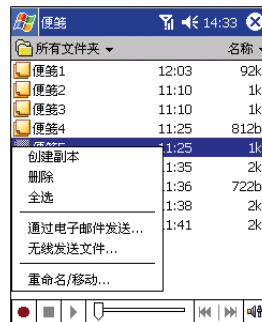 便笺 14:33
所有文件夹 名称
便笺1 12:03 92k
便笺2 11:10 1k
便笺3 11:10 1k
便笺4 11:25 812b
11:25 1k
创建副本 11:35 2k
删除 11:36 722b
全选 11:38 2k
通过电子邮件发送... 11:41 2k
无线发送文件...
重命名/移动...